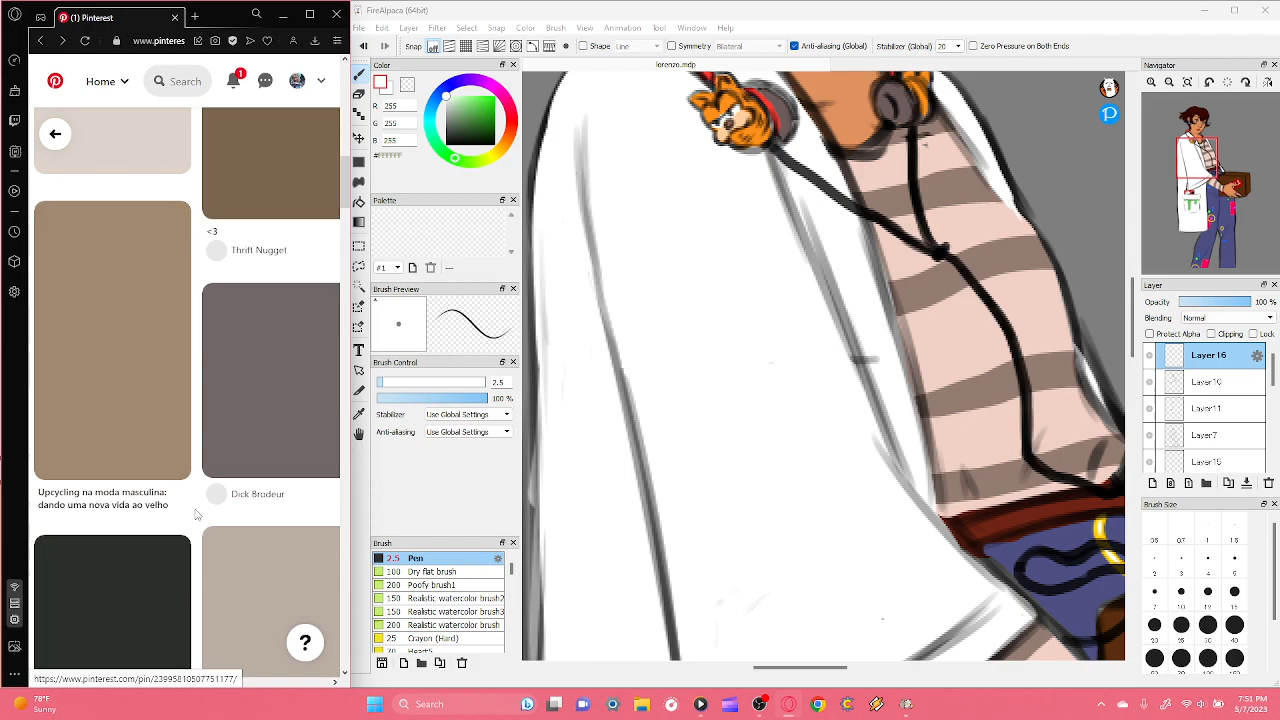 (1) Pinterest
www.pinteres
Home
Search
1
<3
Thrift Nugget
Upcycling na moda masculina:
dando uma nova vida ao velho
Dick Brodeur
?
https://www.pinterest.com/pin/23995810507751177/
FireAlpaca (64bit)
File Edit Layer Filter Select Snap Color Brush View Animation Tool Window Help
Snap off Shape Line Symmetry Bilateral Anti-aliasing (Global) Stabilizer (Global) 20 Zero Pressure on Both Ends
lorenzo.mdp
Color
R 255
G 255
B 255
#FFFFFF
Palette
#1 ---
Brush Preview
Brush Control
2.5
100 %
Stabilizer Use Global Settings
Anti-aliasing Use Global Settings
Brush
2.5 Pen
100 Dry flat brush
200 Poofy brush1
150 Realistic watercolor brush2
150 Realistic watercolor brush3
200 Realistic watercolor brush
25 Crayon (Hard)
70 Heart5
Navigator
Layer
Opacity 100 %
Blending Normal
Protect Alpha Clipping Lock
Layer16
Layer10
Layer11
Layer7
Layer15
Brush Size
78°F
Sunny
Search
7:51 PM
5/7/2023